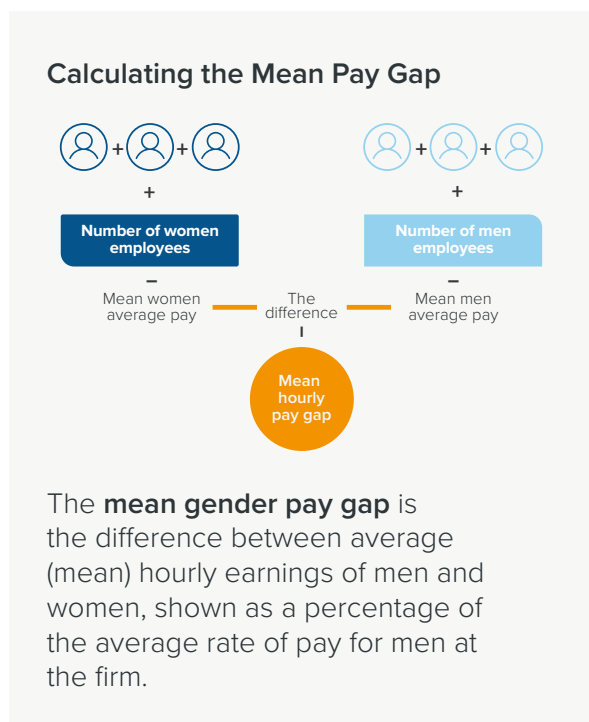 Calculating the Mean Pay Gap
+ +
+ +
+
+
Number of women
employees
Number of men
employees
–
–
Mean women
average pay
The
difference
Mean men
average pay
Mean
hourly
pay gap
The mean gender pay gap is
the difference between average
(mean) hourly earnings of men and
women, shown as a percentage of
the average rate of pay for men at
the firm.